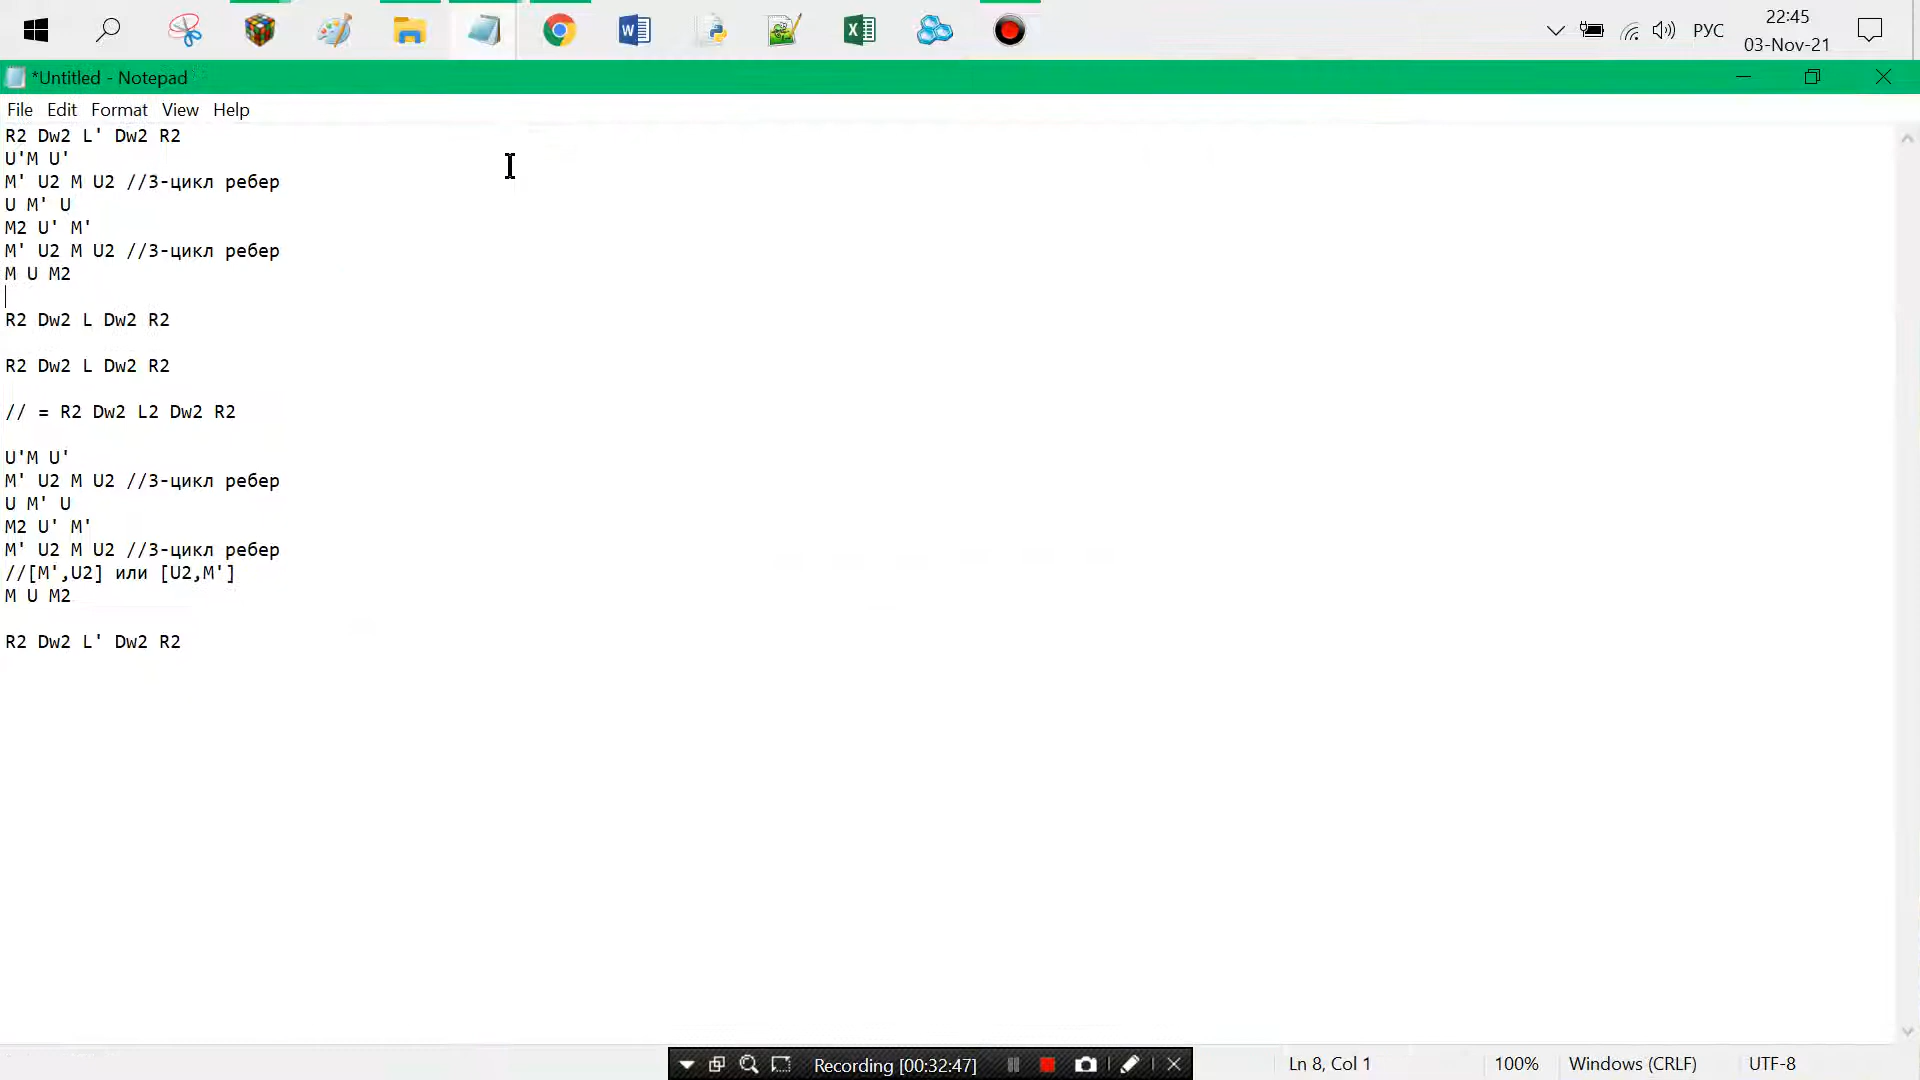 22:45
РУС
03-Nov-21
*Untitled - Notepad
File Edit Format View Help
R2 Dw2 L' Dw2 R2
U'M U'
M' U2 M U2 //3-цикл ребер
U M' U
M2 U' M'
M' U2 M U2 //3-цикл ребер
M U M2
R2 Dw2 L Dw2 R2
R2 Dw2 L Dw2 R2
// = R2 Dw2 L2 Dw2 R2
U'M U'
M' U2 M U2 //3-цикл ребер
U M' U
M2 U' M'
M' U2 M U2 //3-цикл ребер
//[M',U2] или [U2,M']
M U M2
R2 Dw2 L' Dw2 R2
Recording [00:32:47]
Ln 8, Col 1 100% Windows (CRLF) UTF-8